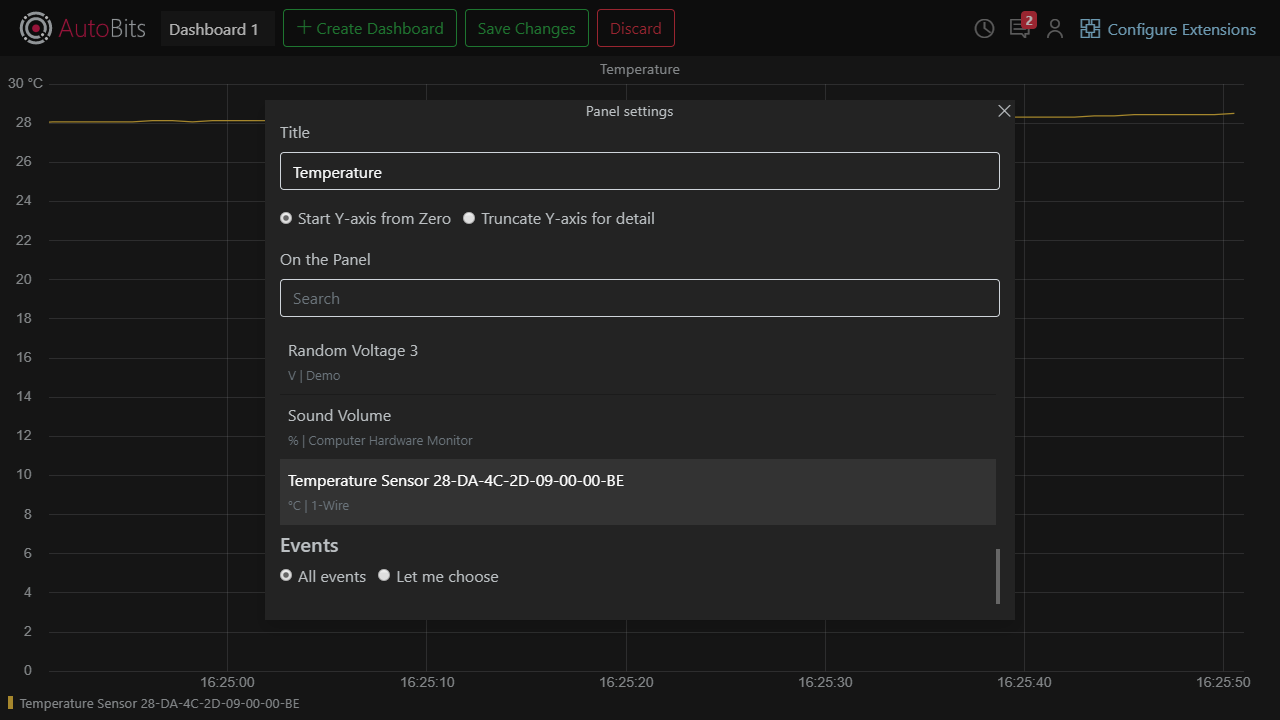 AutoBits Dashboard 1 + Create Dashboard Save Changes Discard 2 Configure Extensions
Temperature
30 °C
28
26
24
22
20
18
16
14
12
10
8
6
4
2
0
Panel settings
Title
Temperature
Start Y-axis from Zero Truncate Y-axis for detail
On the Panel
Search
Random Voltage 3
V | Demo
Sound Volume
% | Computer Hardware Monitor
Temperature Sensor 28-DA-4C-2D-09-00-00-BE
°C | 1-Wire
Events
All events Let me choose
16:25:00 16:25:10 16:25:20 16:25:30 16:25:40 16:25:50
Temperature Sensor 28-DA-4C-2D-09-00-00-BE